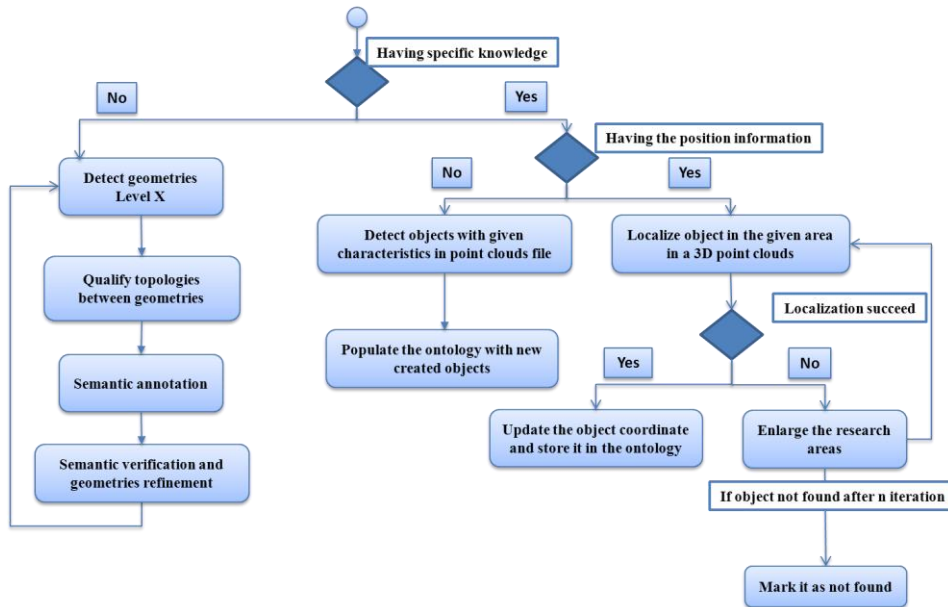 Having specific knowledge
No
Yes
Having the position information
No
Yes
Detect geometries
Level X
Detect objects with given
characteristics in point clouds file
Localize object in the given area
in a 3D point clouds
Qualify topologies
between geometries
Localization succeed
Populate the ontology with new
created objects
Yes
No
Semantic annotation
Update the object coordinate
and store it in the ontology
Enlarge the research
areas
Semantic verification and
geometries refinement
If object not found after n iteration
Mark it as not found